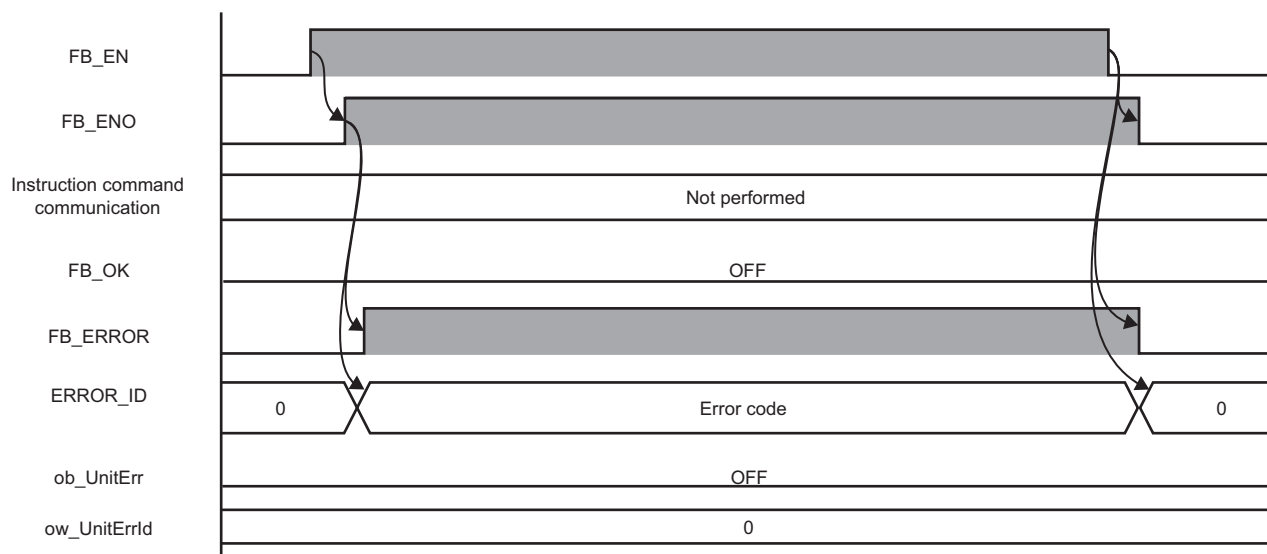 FB_EN
FB_ENO
Instruction command
communication
Not performed
FB_OK
OFF
FB_ERROR
ERROR_ID
0
Error code
0
ob_UnitErr
OFF
ow_UnitErrId
0